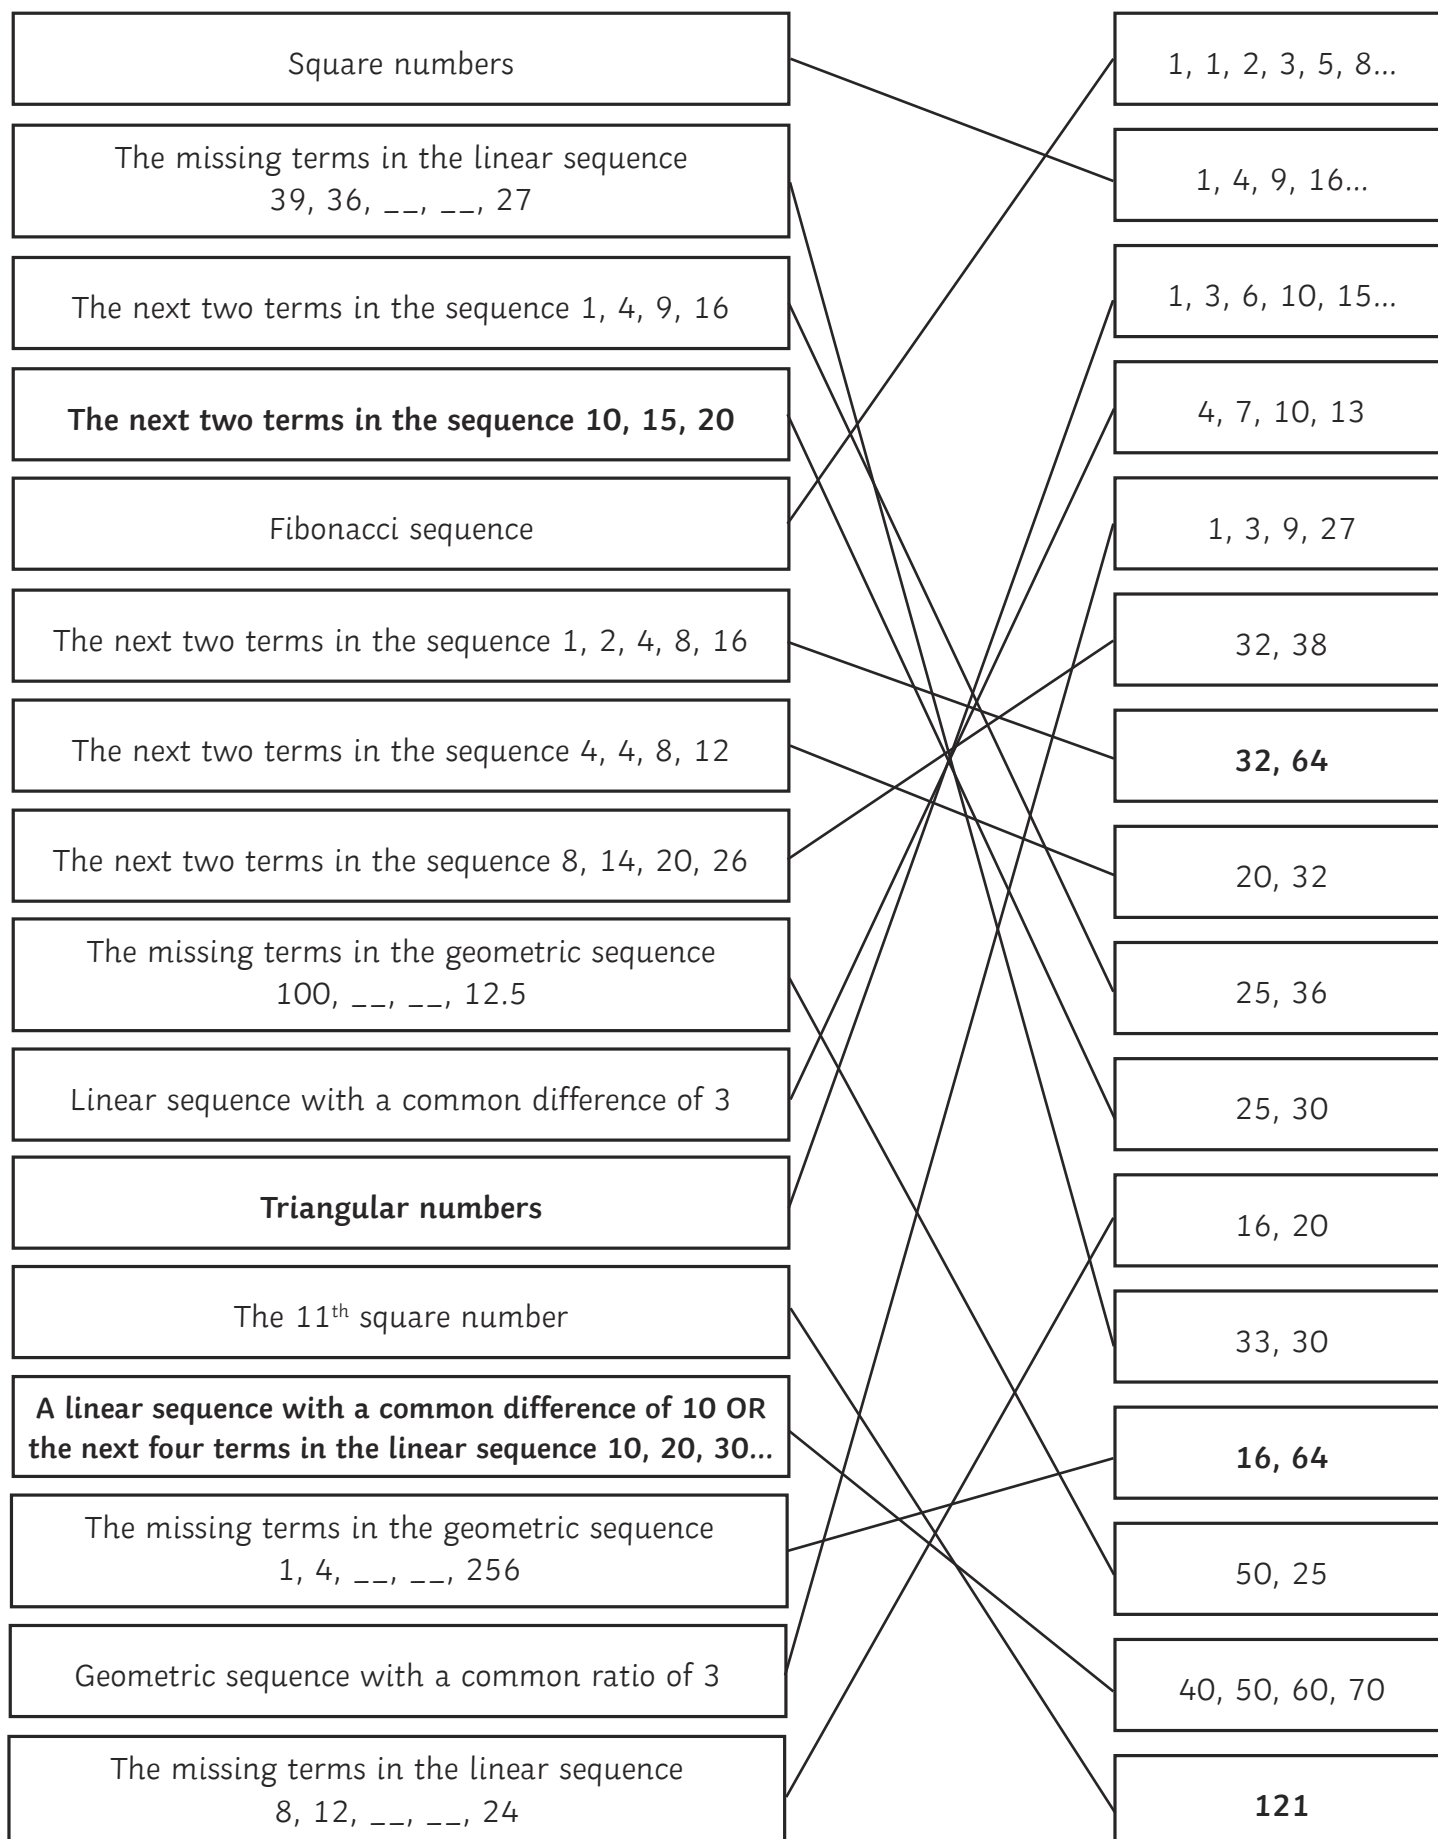 Square numbers
The missing terms in the linear sequence
39, 36, __, __, 27
The next two terms in the sequence 1, 4, 9, 16
The next two terms in the sequence 10, 15, 20
Fibonacci sequence
The next two terms in the sequence 1, 2, 4, 8, 16
The next two terms in the sequence 4, 4, 8, 12
The next two terms in the sequence 8, 14, 20, 26
The missing terms in the geometric sequence
100, __, __, 12.5
Linear sequence with a common difference of 3
Triangular numbers
The 11th square number
A linear sequence with a common difference of 10 OR
the next four terms in the linear sequence 10, 20, 30...
The missing terms in the geometric sequence
1, 4, __, __, 256
Geometric sequence with a common ratio of 3
The missing terms in the linear sequence
8, 12, __, __, 24
1, 1, 2, 3, 5, 8...
1, 4, 9, 16...
1, 3, 6, 10, 15...
4, 7, 10, 13
1, 3, 9, 27
32, 38
32, 64
20, 32
25, 36
25, 30
16, 20
33, 30
16, 64
50, 25
40, 50, 60, 70
121